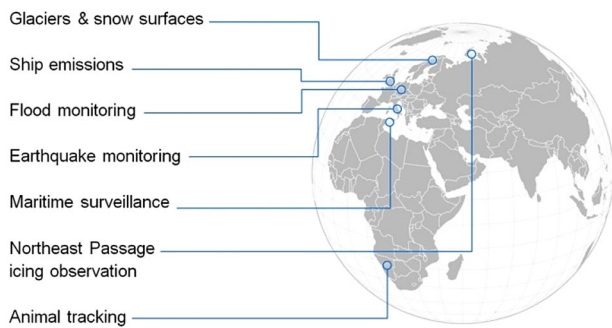 Glaciers & snow surfaces
Ship emissions
Flood monitoring
Earthquake monitoring
Maritime surveillance
Northeast Passage
icing observation
Animal tracking